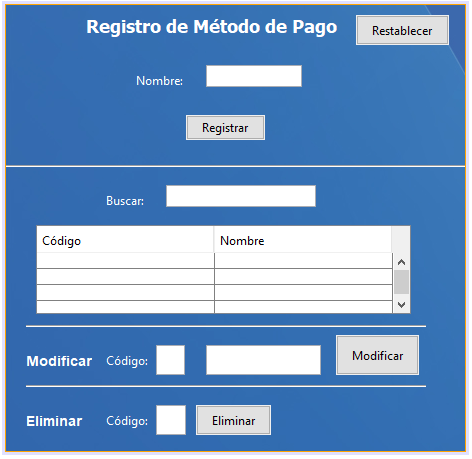 Registro de Método de Pago
Restablecer
Nombre:
Registrar
Buscar:
Código Nombre
Modificar Código: Modificar
Eliminar Código: Eliminar